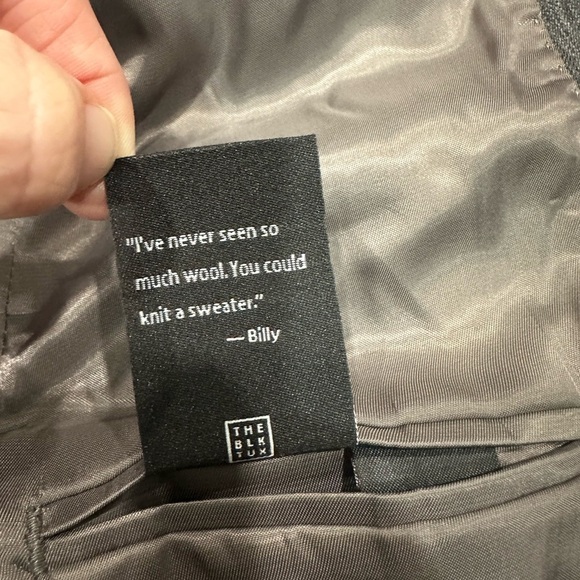 "I've never seen so
much wool. You could
knit a sweater."
— Billy
THE
BLK
TUX